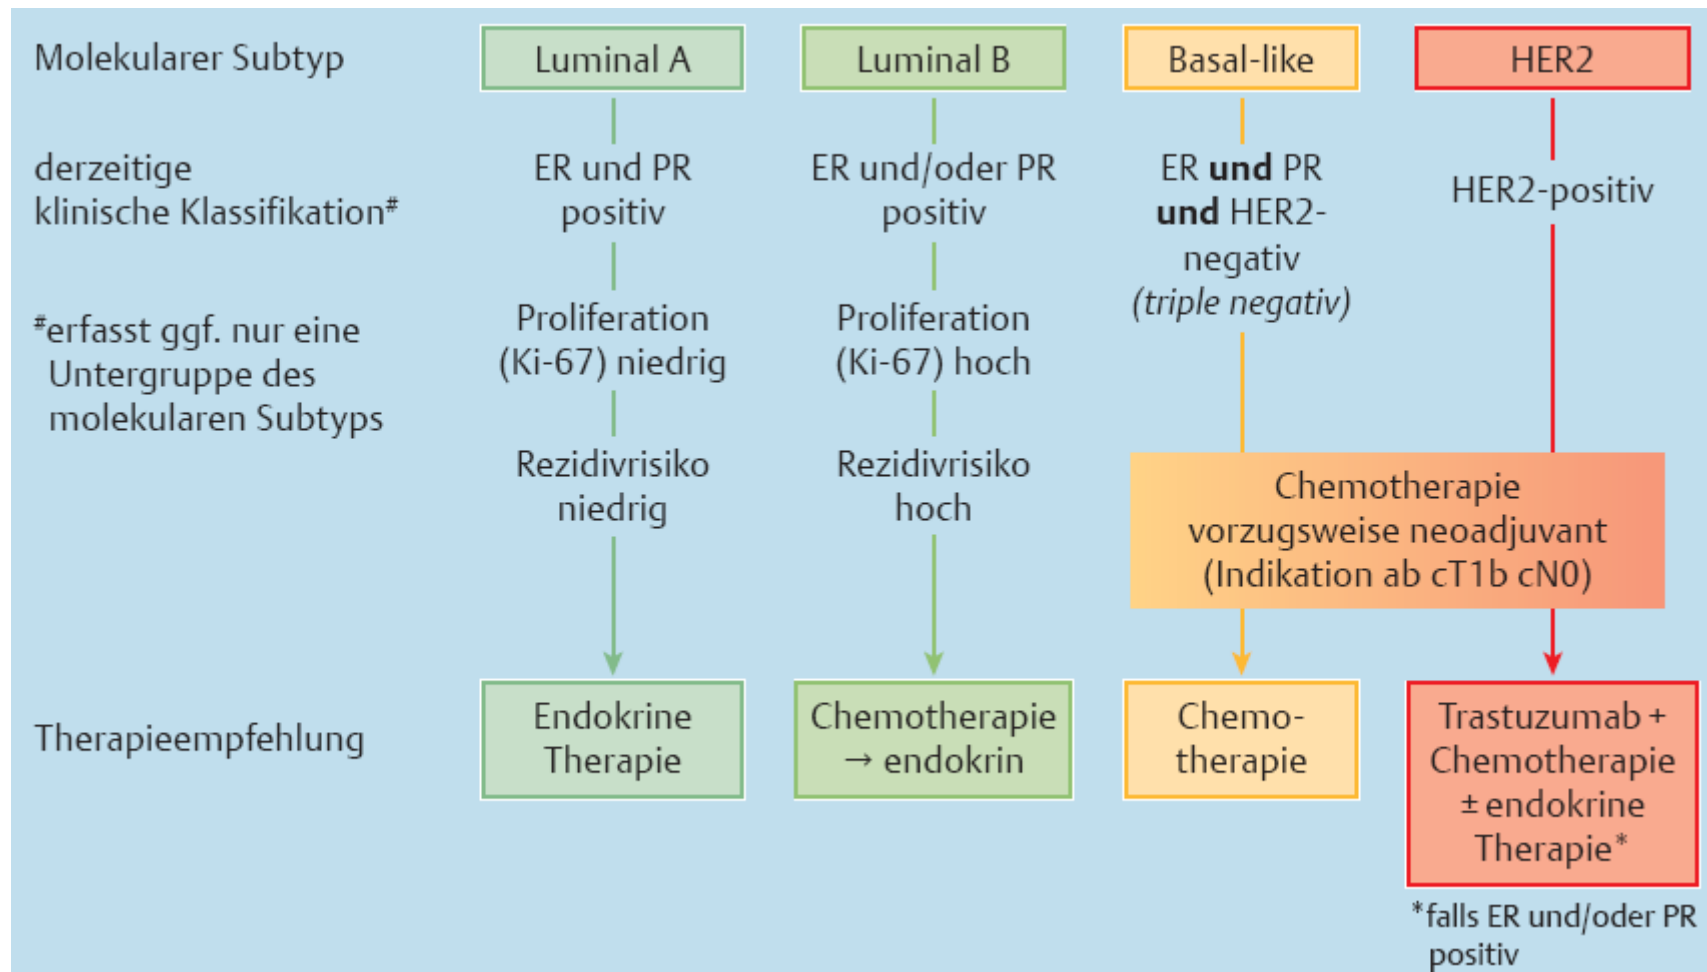 Molekularer Subtyp
Luminal A
Luminal B
Basal-like
HER2
derzeitige
klinische Klassifikation#
ER und PR
positiv
ER und/oder PR
positiv
ER und PR
und HER2-
negativ
(triple negativ)
HER2-positiv
#erfasst ggf. nur eine
Untergruppe des
molekularen Subtyps
Proliferation
(Ki-67) niedrig
Proliferation
(Ki-67) hoch
Rezidivrisiko
niedrig
Rezidivrisiko
hoch
Chemotherapie
vorzugsweise neoadjuvant
(Indikation ab cT1b cN0)
Therapieempfehlung
Endokrine
Therapie
Chemotherapie
→ endokrin
Chemo-
therapie
Trastuzumab +
Chemotherapie
± endokrine
Therapie*
*falls ER und/oder PR
positiv